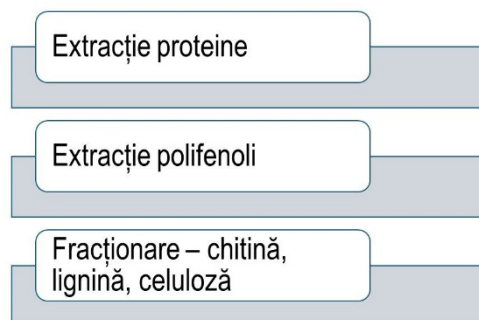 Extracție proteine
Extracție polifenoli
Fracționare – chitină,
lignină, celuloză